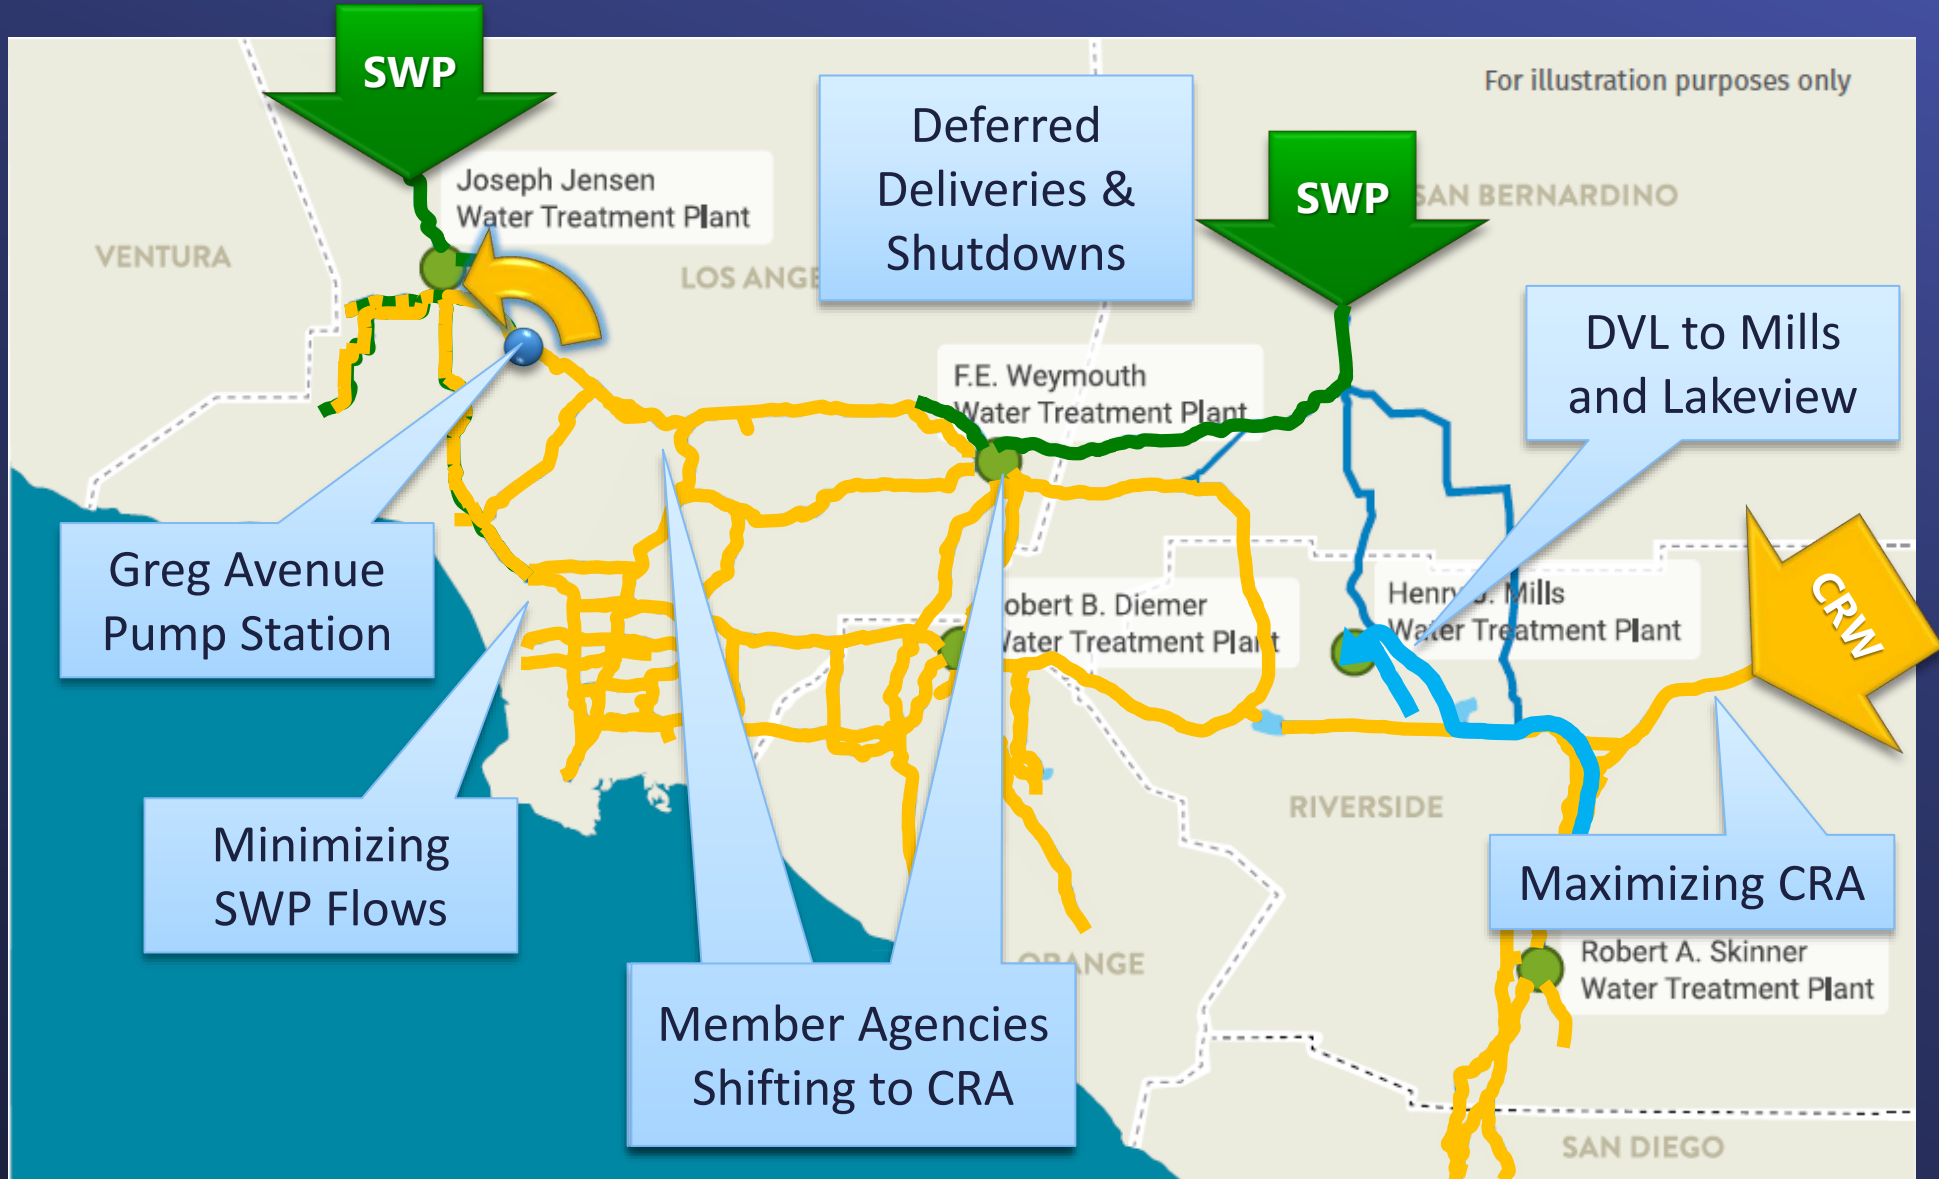 SWP
For illustration purposes only
Deferred
Deliveries &
Shutdowns
Joseph Jensen
Water Treatment Plant
SWP
SAN BERNARDINO
VENTURA
LOS ANGE
DVL to Mills
and Lakeview
F.E. Weymouth
Water Treatment Plant
Greg Avenue
Pump Station
Henry J. Mills
Water Treatment Plant
CRW
obert B. Diemer
Water Treatment Plant
RIVERSIDE
Minimizing
SWP Flows
Maximizing CRA
ORANGE
Robert A. Skinner
Water Treatment Plant
Member Agencies
Shifting to CRA
SAN DIEGO